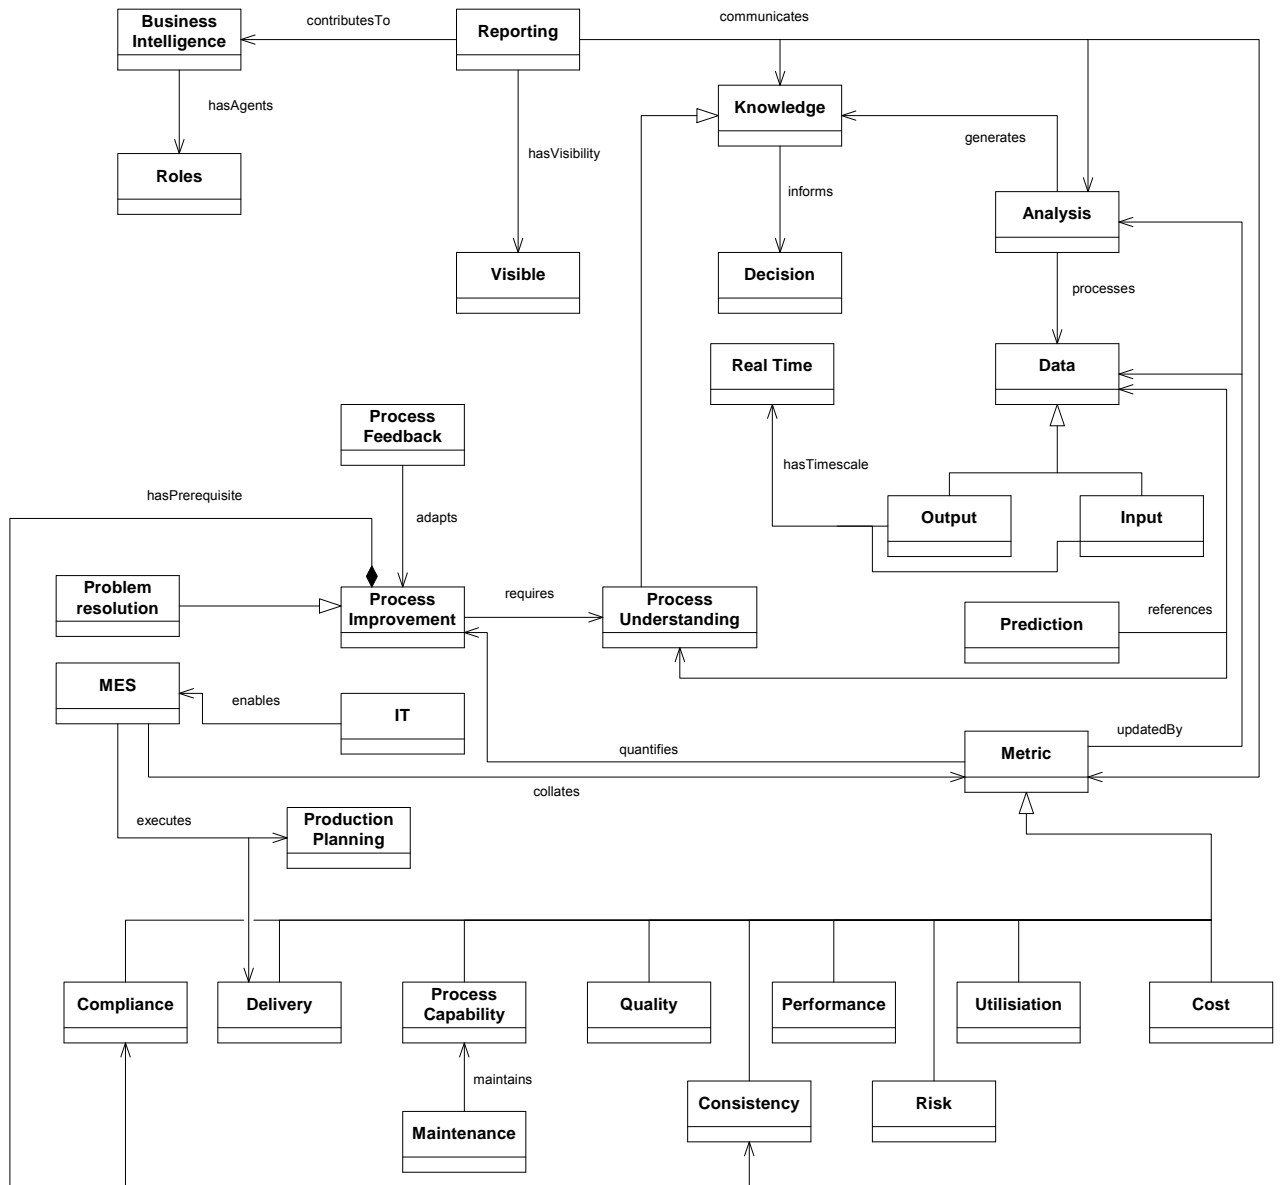 communicates
Business
Intelligence
contributesTo
Reporting
Knowledge
hasAgents
generates
hasVisibility
Roles
informs
Analysis
Visible
Decision
processes
Real Time
Data
Process
Feedback
hasTimescale
hasPrerequisite
adapts
Output
Input
Problem
resolution
Process
Improvement
requires
Process
Understanding
references
Prediction
MES
enables
IT
updatedBy
quantifies
Metric
collates
executes
Production
Planning
Compliance
Delivery
Process
Capability
Quality
Performance
Utilisiation
Cost
maintains
Consistency
Risk
Maintenance